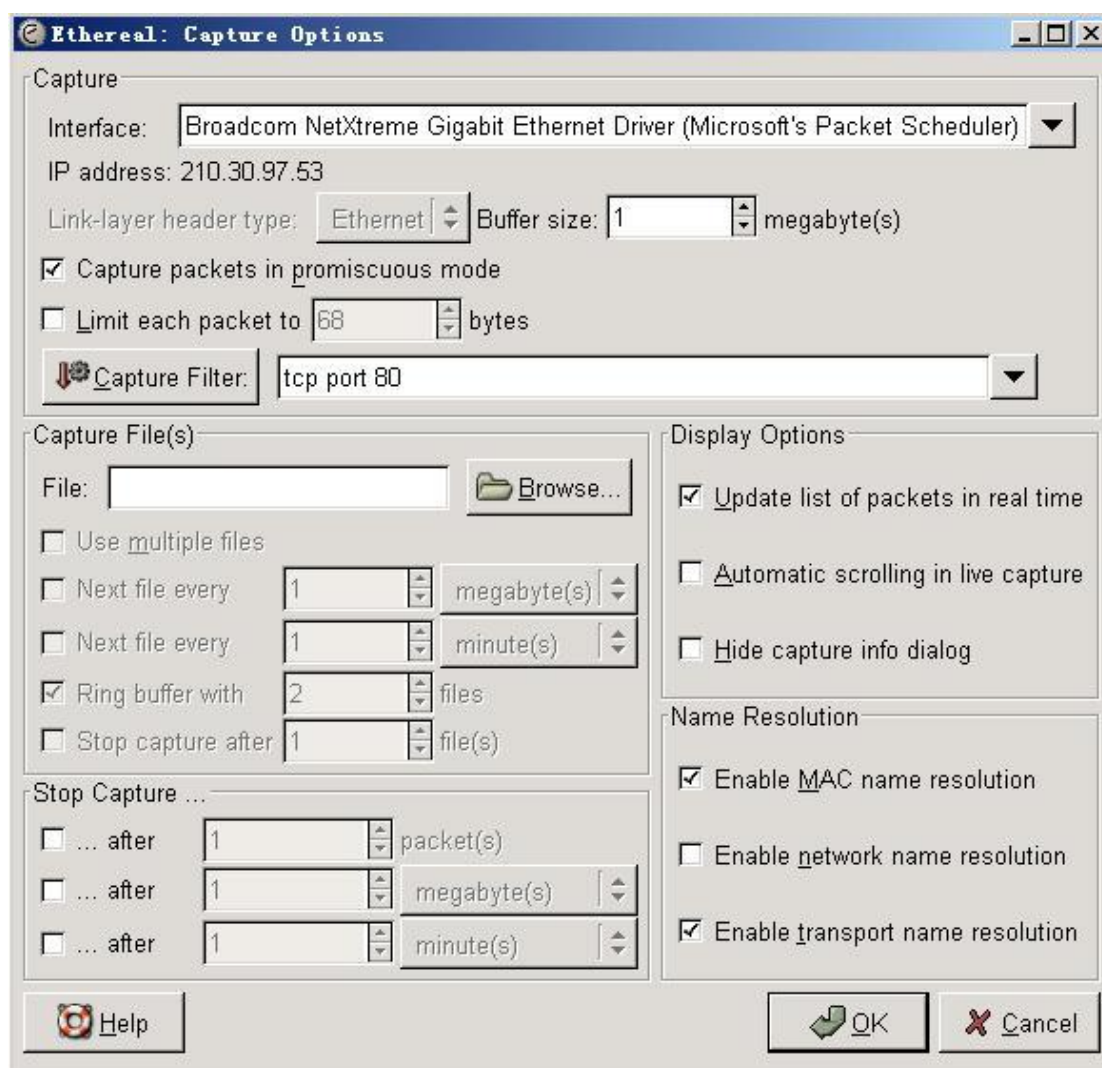 Ethereal: Capture Options
Capture
Interface: Broadcom NetXtreme Gigabit Ethernet Driver (Microsoft's Packet Scheduler)
IP address: 210.30.97.53
Link-layer header type: Ethernet Buffer size: 1 megabyte(s)
Capture packets in promiscuous mode
Limit each packet to 68 bytes
Capture Filter: tcp port 80
Capture File(s)
File: Browse...
Use multiple files
Next file every 1 megabyte(s)
Next file every 1 minute(s)
Ring buffer with 2 files
Stop capture after 1 file(s)
Stop Capture ...
... after 1 packet(s)
... after 1 megabyte(s)
... after 1 minute(s)
Display Options
Update list of packets in real time
Automatic scrolling in live capture
Hide capture info dialog
Name Resolution
Enable MAC name resolution
Enable network name resolution
Enable transport name resolution
Help OK Cancel